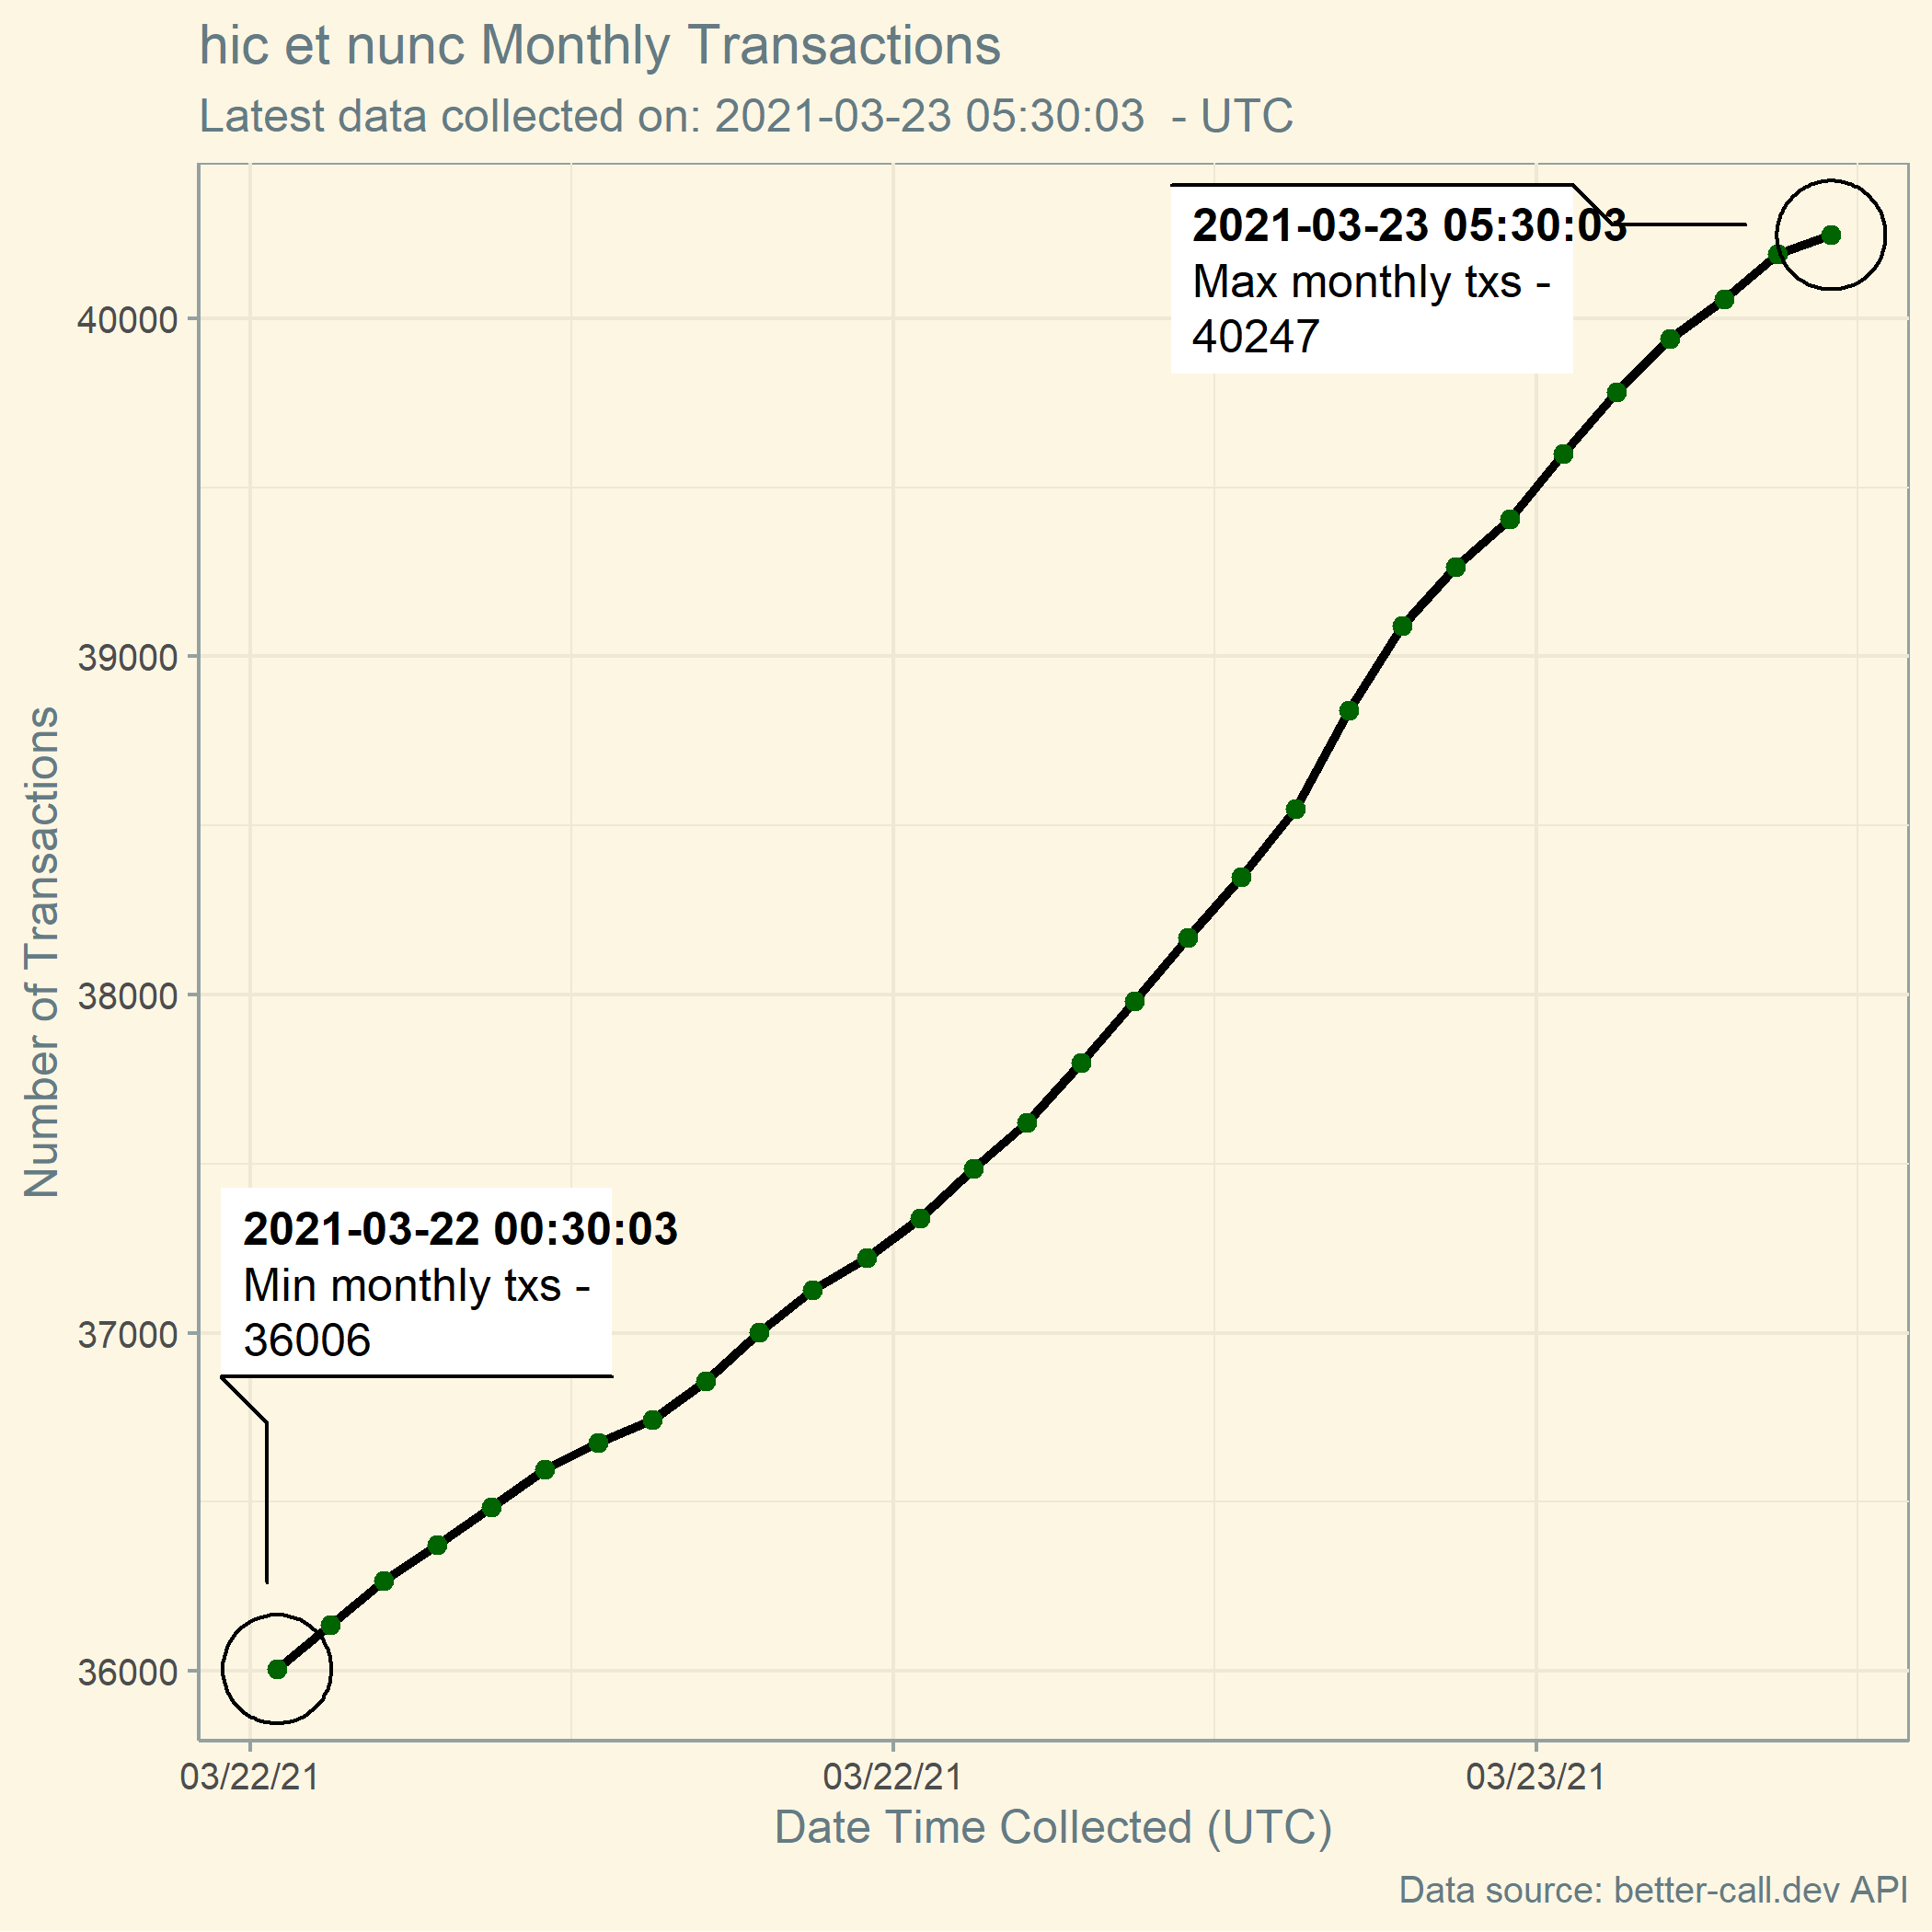 hic et nunc Monthly Transactions
Latest data collected on: 2021-03-23 05:30:03  - UTC
2021-03-23 05:30:03
Max monthly txs -
40247
40000
39000
38000
37000
36000
Number of Transactions
2021-03-22 00:30:03
Min monthly txs -
36006
03/22/21
03/22/21
03/23/21
Date Time Collected (UTC)
Data source: better-call.dev API